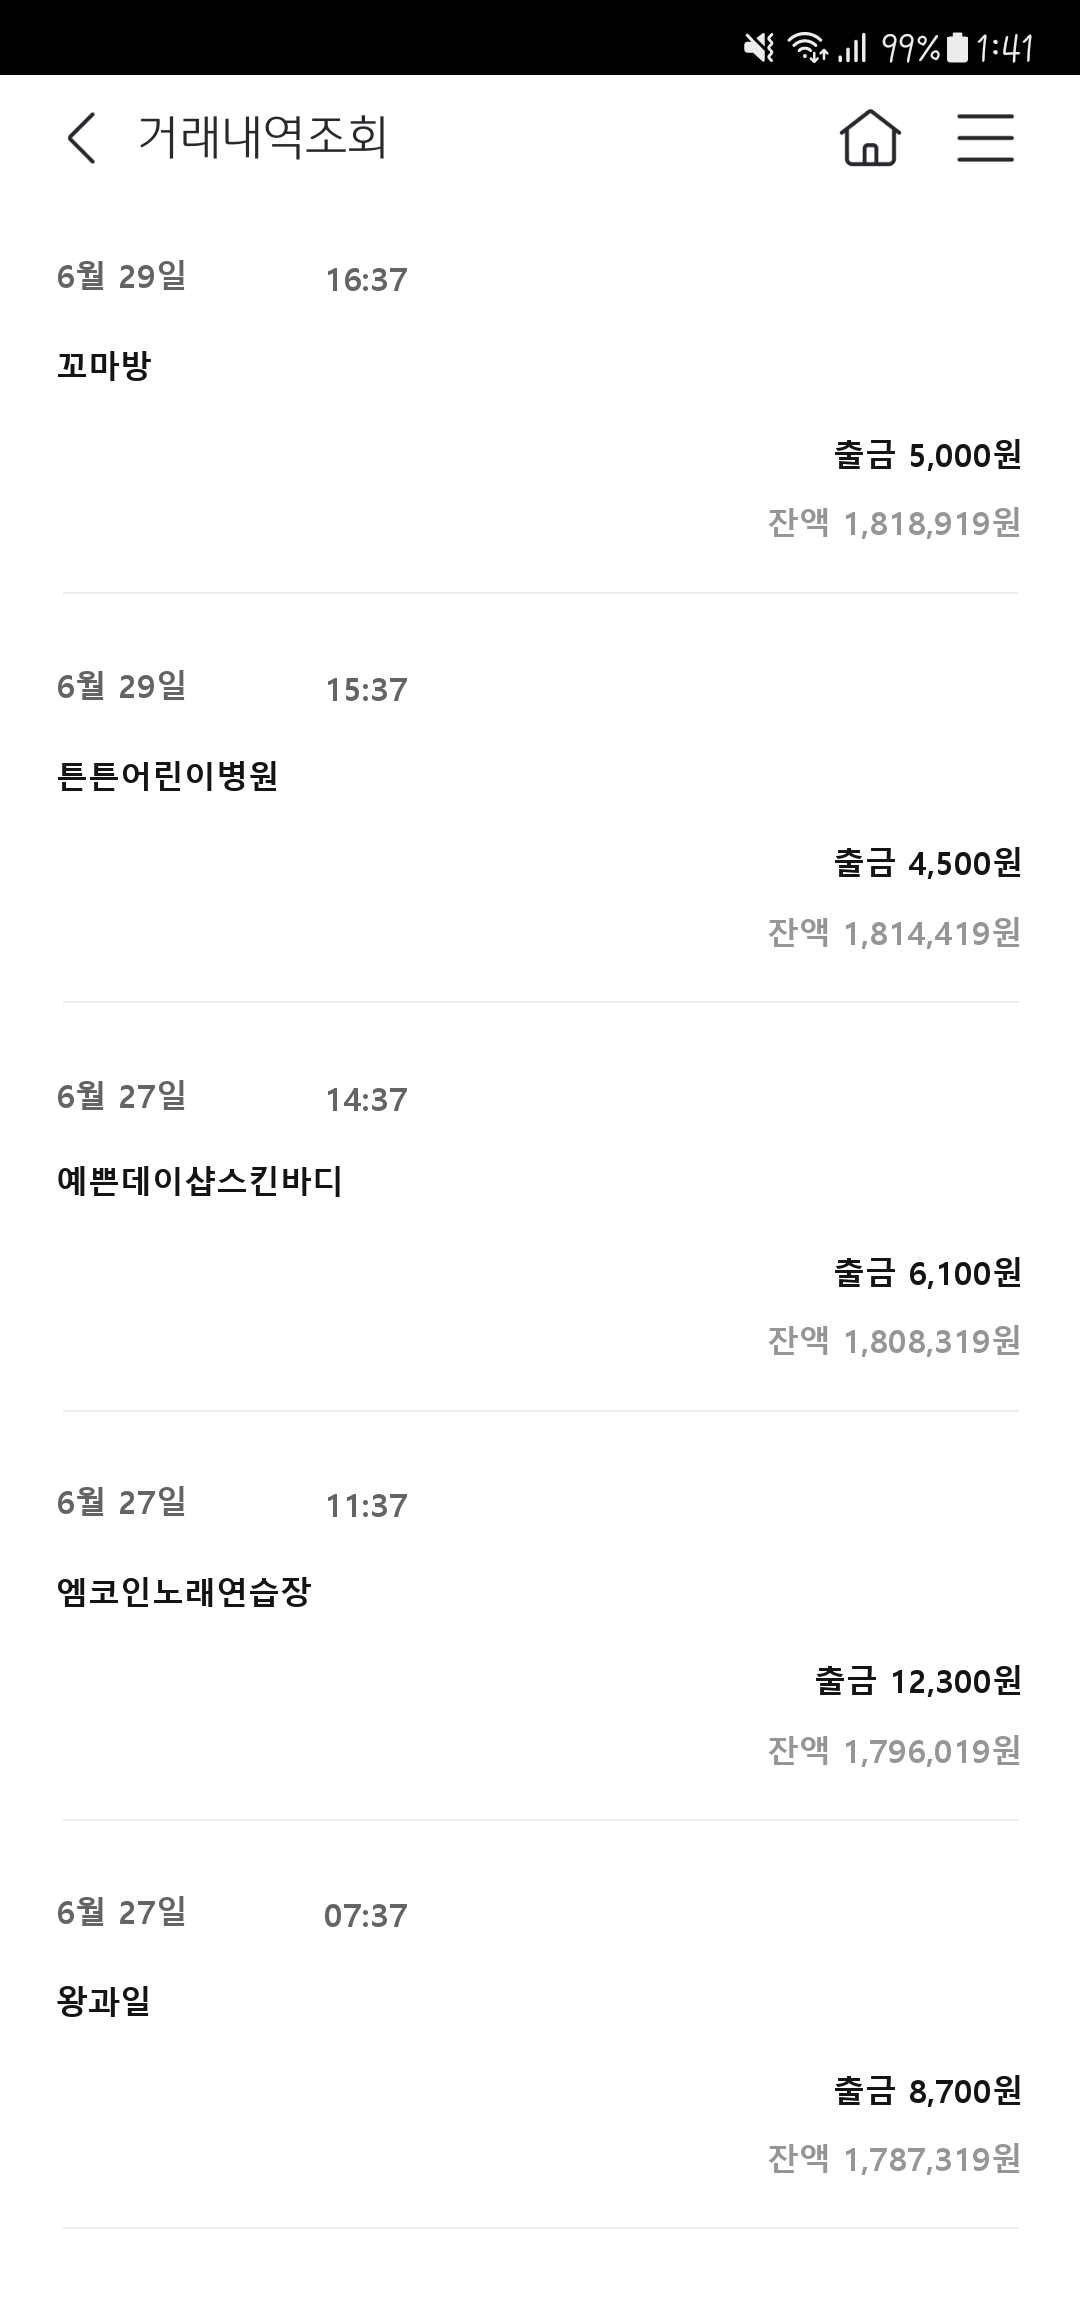 99% 1:41
거래내역조회
6월 29일 16:37
꼬마방
출금 5,000원
잔액 1,818,919원
6월 29일 15:37
튼튼어린이병원
출금 4,500원
잔액 1,814,419원
6월 27일 14:37
예쁜데이샵스킨바디
출금 6,100원
잔액 1,808,319원
6월 27일 11:37
엠코인노래연습장
출금 12,300원
잔액 1,796,019원
6월 27일 07:37
왕과일
출금 8,700원
잔액 1,787,319원